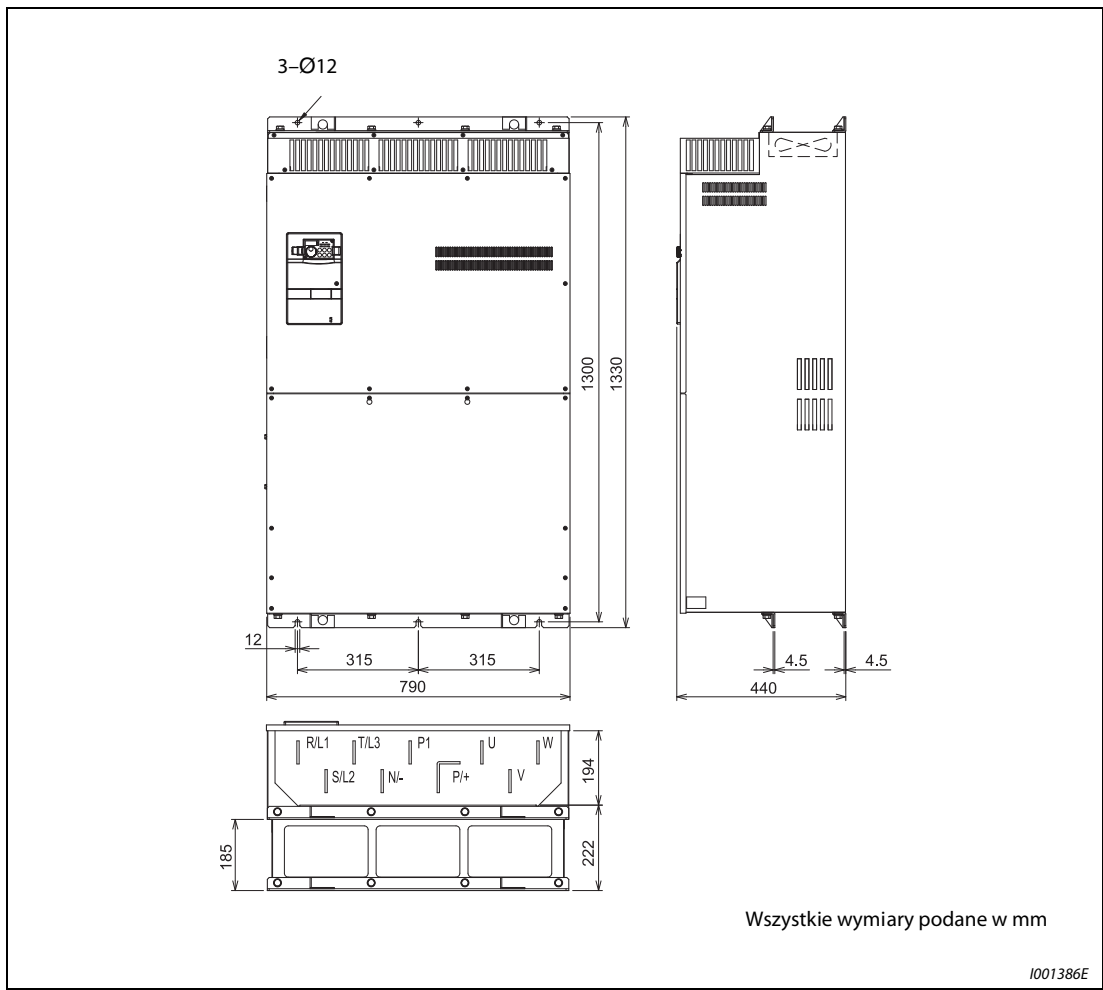 3–Ø12
1300
1330
12
315
315
790
4.5
4.5
440
R/L1
T/L3
P1
U
W
S/L2
N/-
P/+
V
194
185
222
Wszystkie wymiary podane w mm
I001386E